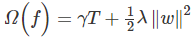 Ω(f) = γT + ½λ‖w‖²